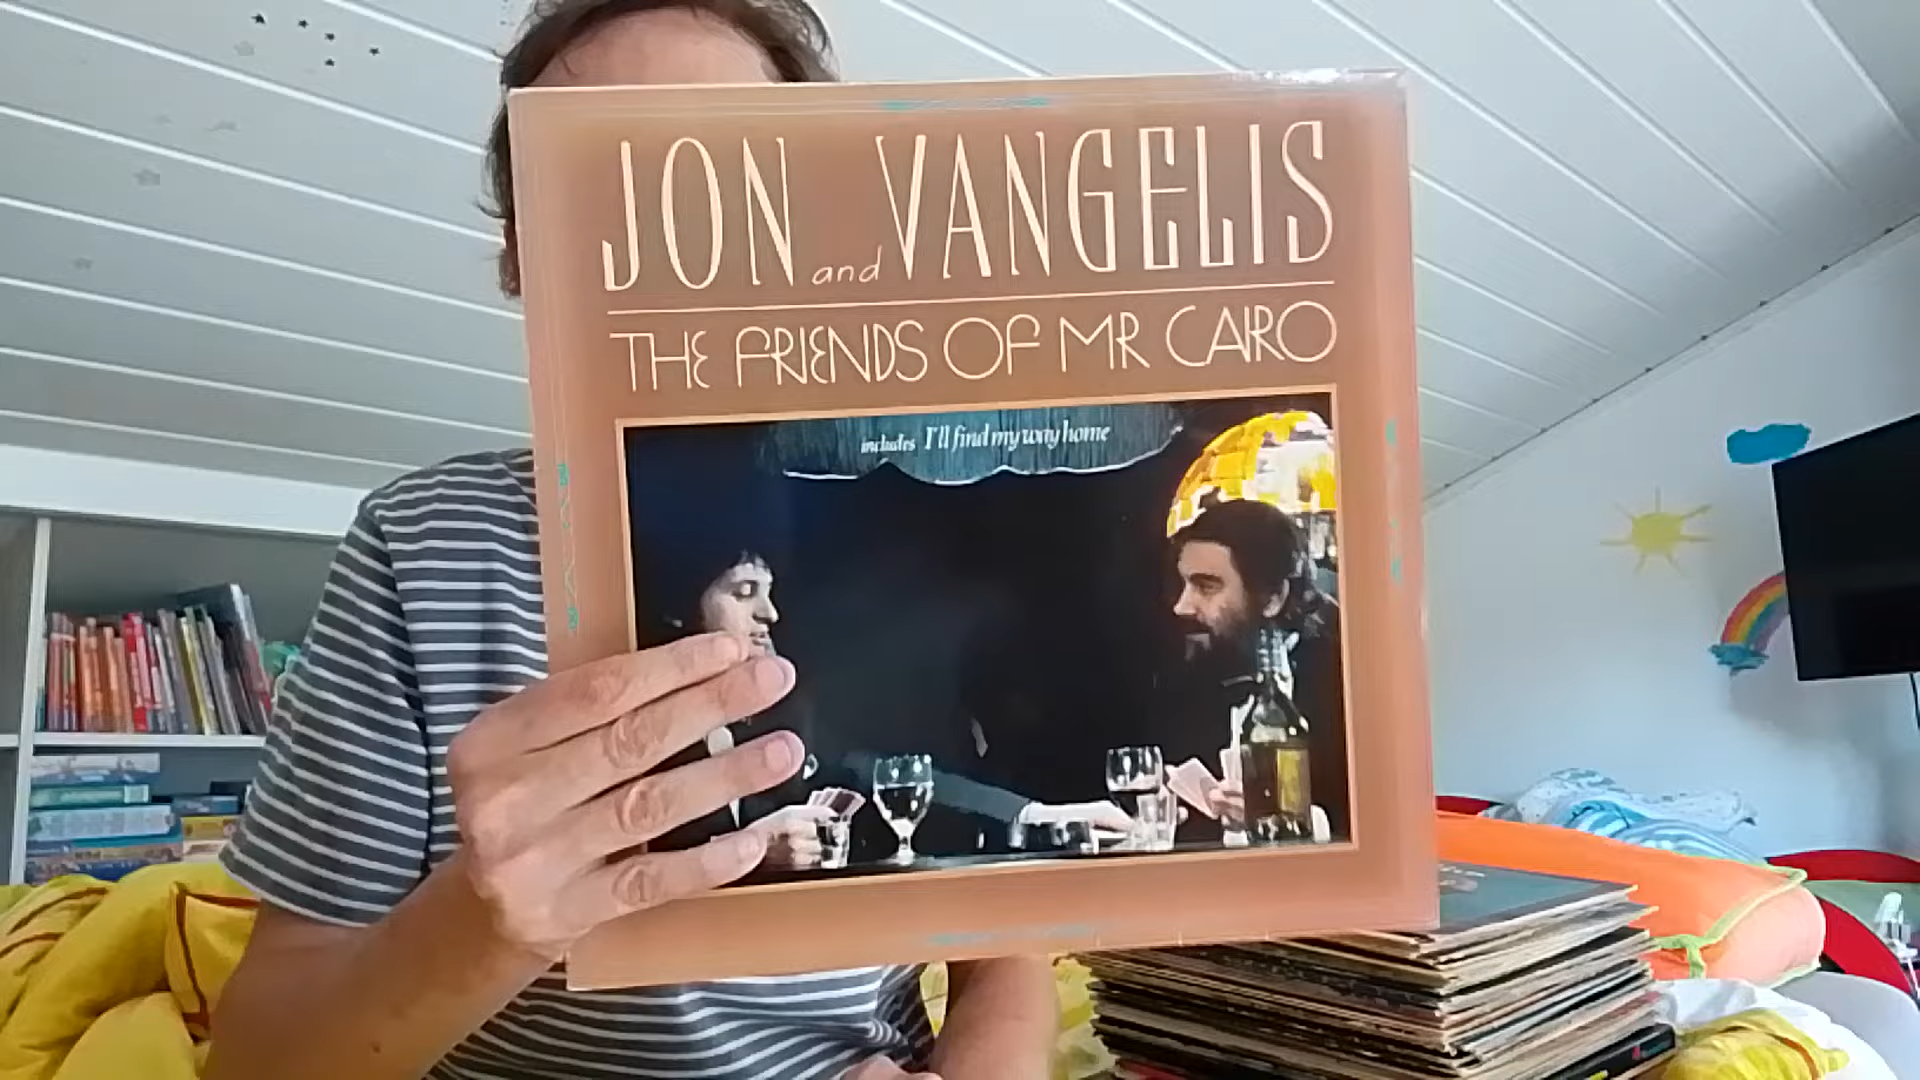 JON and VANGELIS
THE FRIENDS OF MR CAIRO
includes I'll find my way home